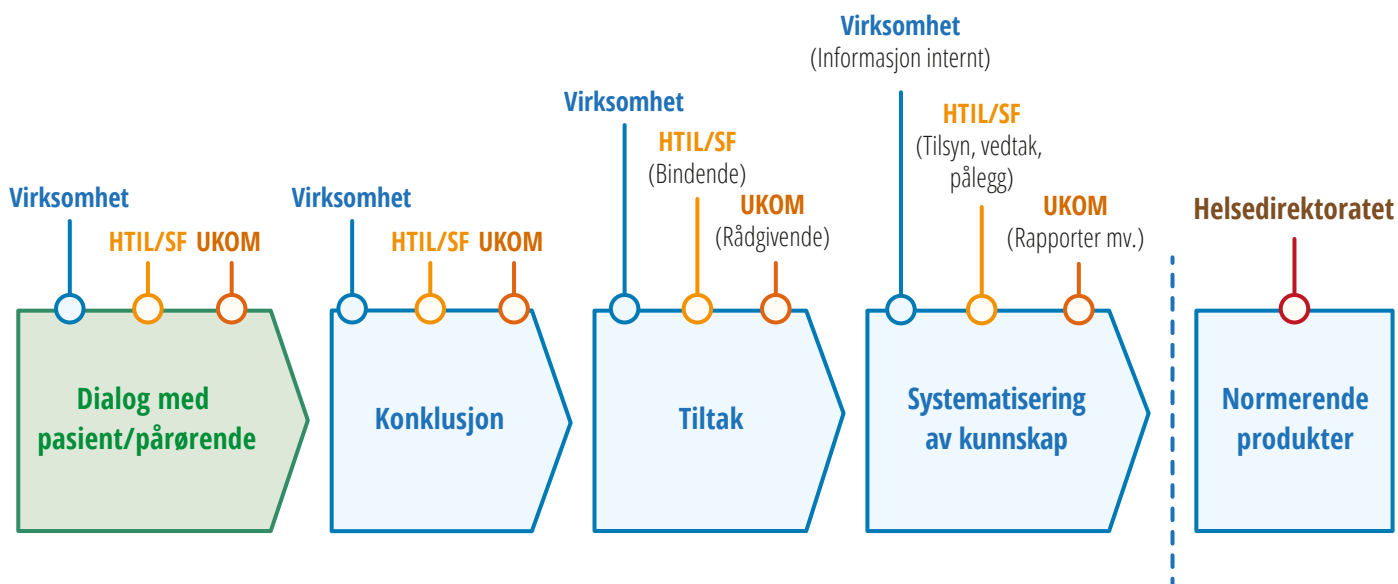 Virksomhet
HTIL/SF
UKOM
Dialog med
pasient/pårørende
Virksomhet
HTIL/SF
UKOM
Konklusjon
Virksomhet
HTIL/SF
(Bindende)
UKOM
(Rådgivende)
Tiltak
Virksomhet
(Informasjon internt)
HTIL/SF
(Tilsyn, vedtak,
pålegg)
UKOM
(Rapporter mv.)
Systematisering
av kunnskap
Helsedirektoratet
Normerende
produkter